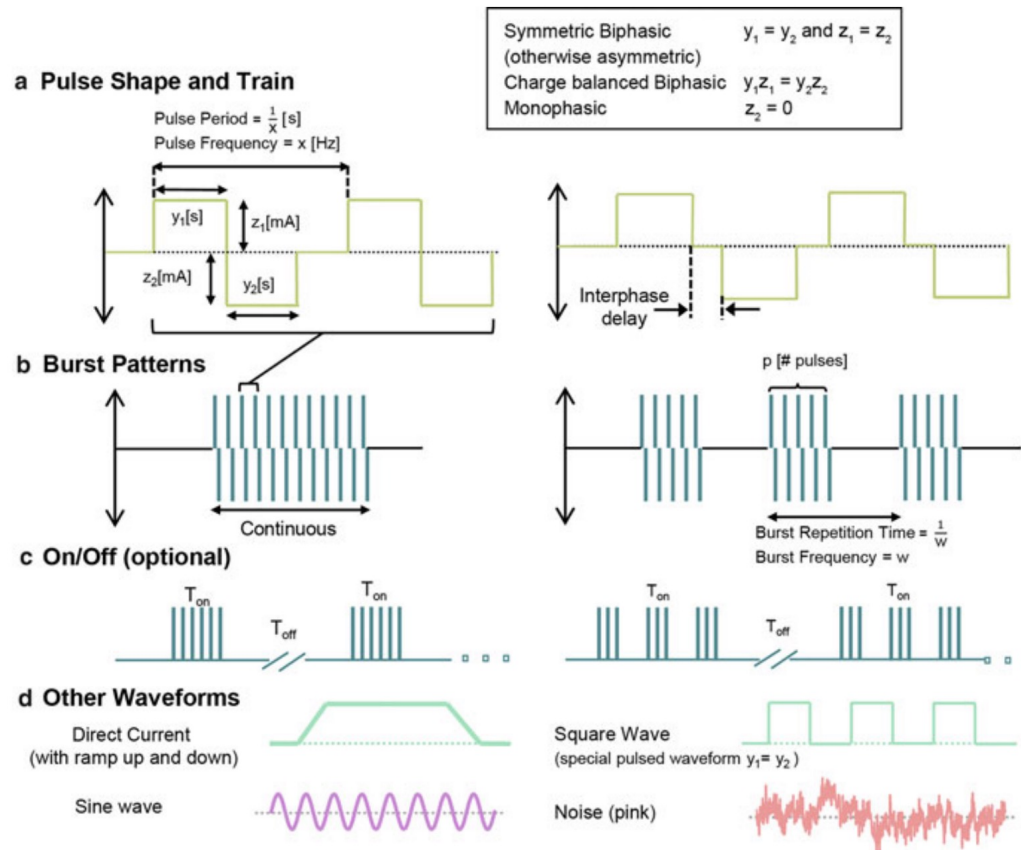 Symmetric Biphasic y₁ = y₂ and z₁ = z₂
(otherwise asymmetric)
Charge balanced Biphasic y₁z₁ = y₂z₂
Monophasic z₂ = 0
a Pulse Shape and Train
Pulse Period = 1/x [s]
Pulse Frequency = x [Hz]
y₁[s]
z₁[mA]
z₂[mA]
y₂[s]
Interphase
delay
b Burst Patterns
p [# pulses]
Continuous
Burst Repetition Time = 1/w
Burst Frequency = w
c On/Off (optional)
T_on
T_off
T_on
T_on
T_off
T_on
d Other Waveforms
Direct Current
(with ramp up and down)
Square Wave
(special pulsed waveform y₁= y₂ )
Sine wave
Noise (pink)